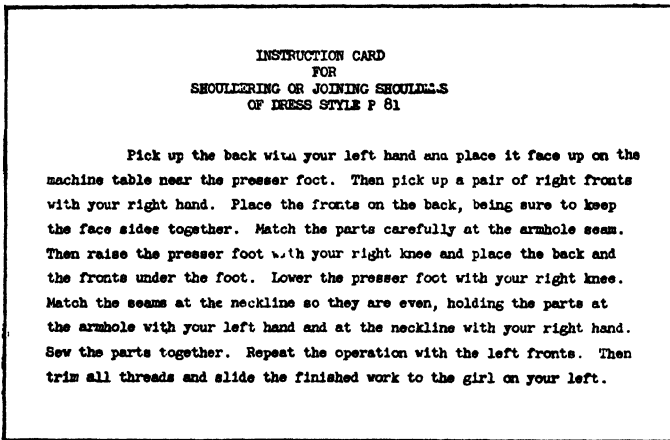 INSTRUCTION CARD
FOR
SHOULDERING OR JOINING SHOULDERS
OF DRESS STYLE P 81
Pick up the back with your left hand and place it face up on the
machine table near the presser foot. Then pick up a pair of right fronts
with your right hand. Place the fronts on the back, being sure to keep
the face sides together. Match the parts carefully at the armhole seam.
Then raise the presser foot with your right knee and place the back and
the fronts under the foot. Lower the presser foot with your right knee.
Match the seams at the neckline so they are even, holding the parts at
the armhole with your left hand and at the neckline with your right hand.
Sew the parts together. Repeat the operation with the left fronts. Then
trim all threads and slide the finished work to the girl on your left.